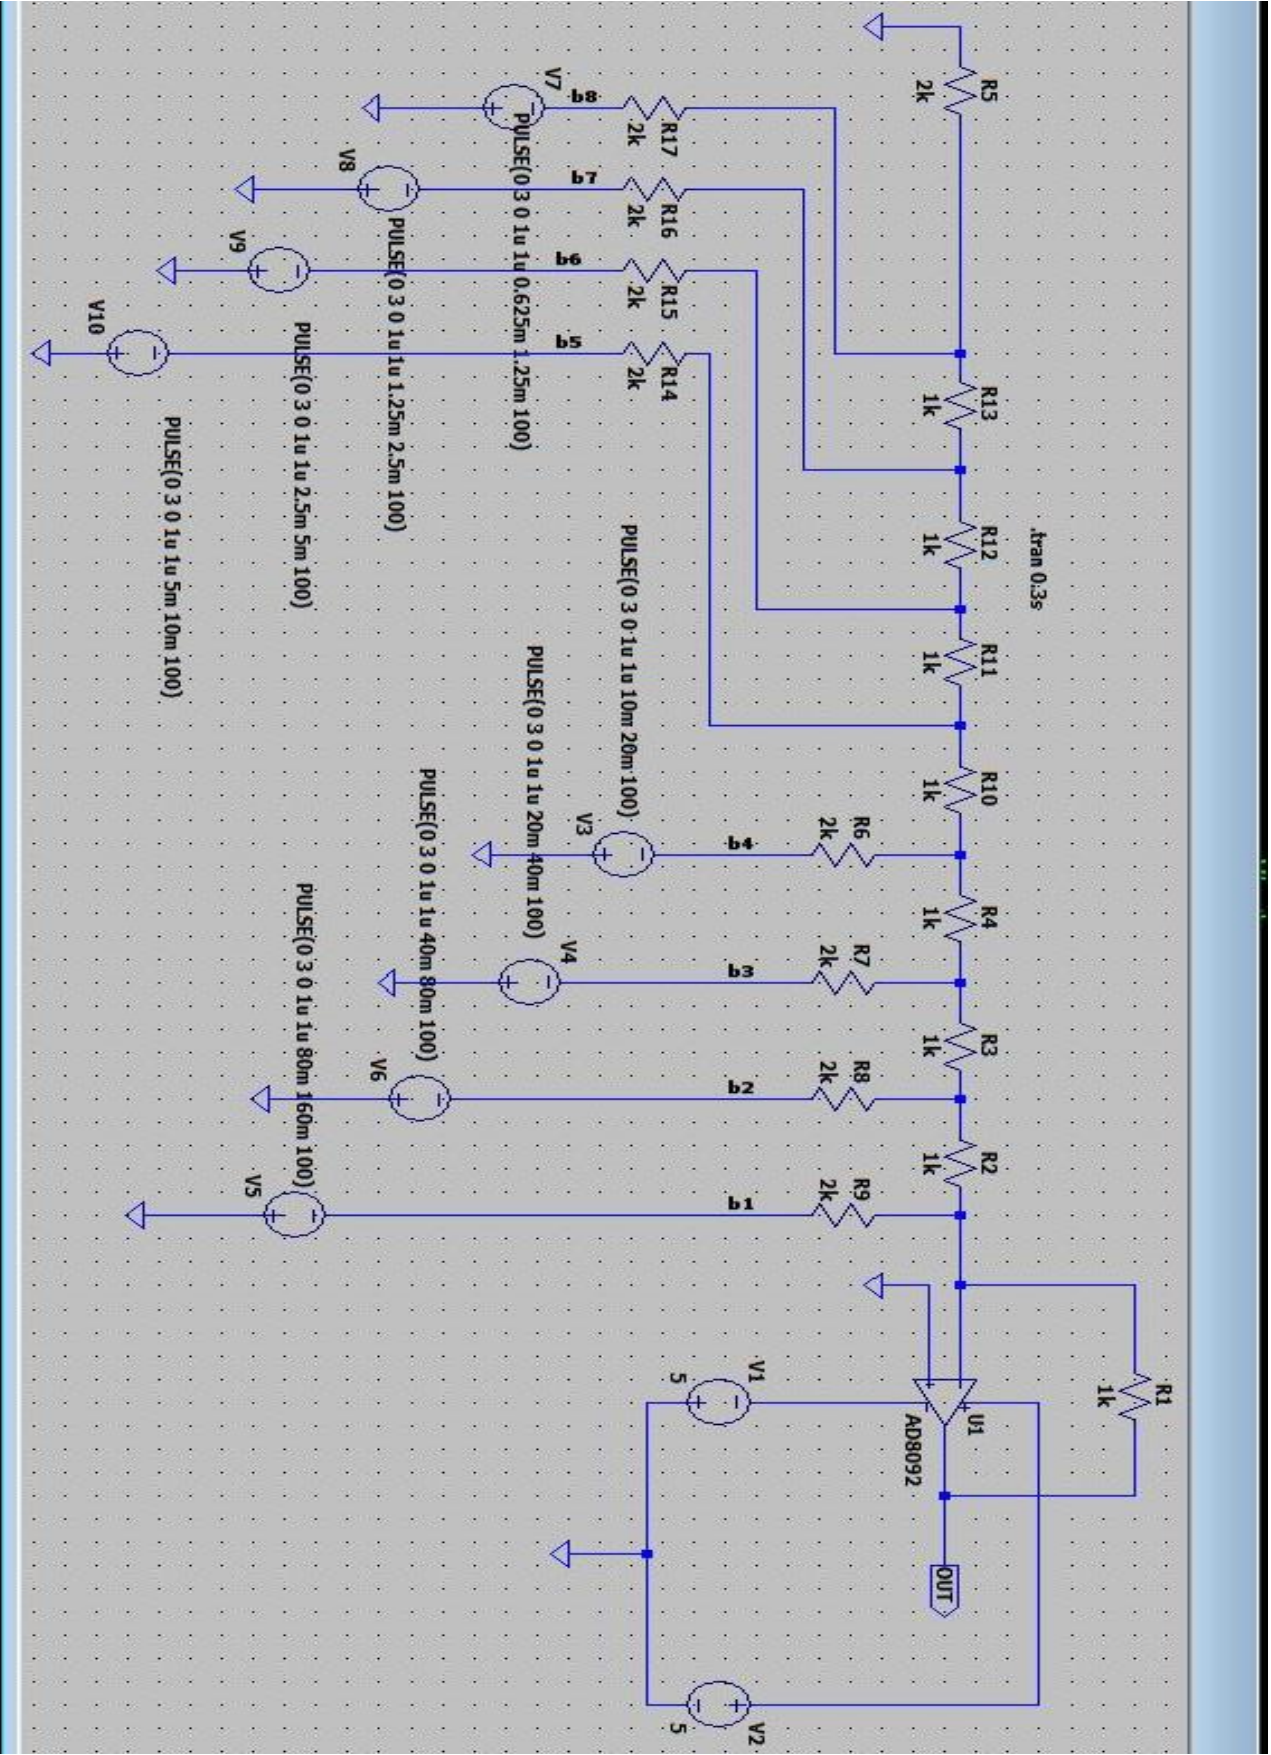 .tran 0.3s
R5
2k
R13
1k
R12
1k
R11
1k
R10
1k
R4
1k
R3
1k
R2
1k
R1
1k
U1
AD8092
OUT
R17
2k
b8
V7
PULSE(0 3 0 1u 1u 0.625m 1.25m 100)
R16
2k
b7
V8
PULSE(0 3 0 1u 1u 1.25m 2.5m 100)
R15
2k
b6
V9
PULSE(0 3 0 1u 1u 2.5m 5m 100)
R14
2k
b5
V10
PULSE(0 3 0 1u 1u 5m 10m 100)
R6
2k
b4
V3
PULSE(0 3 0 1u 1u 10m 20m 100)
R7
2k
b3
V4
PULSE(0 3 0 1u 1u 20m 40m 100)
R8
2k
b2
V6
PULSE(0 3 0 1u 1u 40m 80m 100)
R9
2k
b1
V5
PULSE(0 3 0 1u 1u 80m 160m 100)
V1
5
V2
5